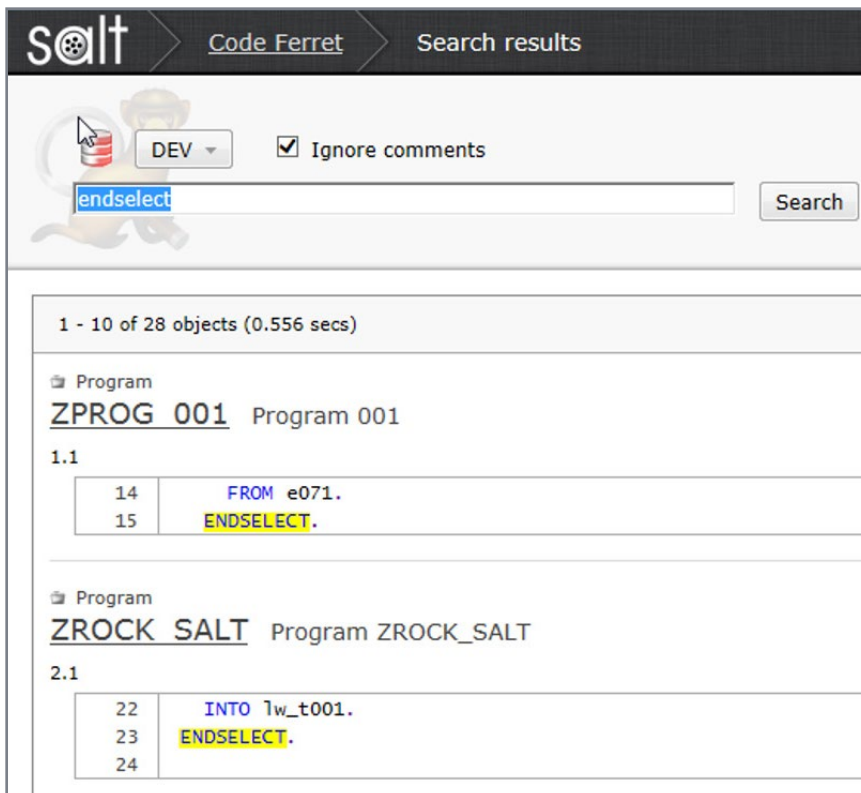 salt Code Ferret Search results
DEV Ignore comments
endselect Search
1 - 10 of 28 objects (0.556 secs)
Program
ZPROG_001 Program 001
1.1
14 FROM e071.
15 ENDSELECT.
Program
ZROCK_SALT Program ZROCK_SALT
2.1
22 INTO lw_t001.
23 ENDSELECT.
24